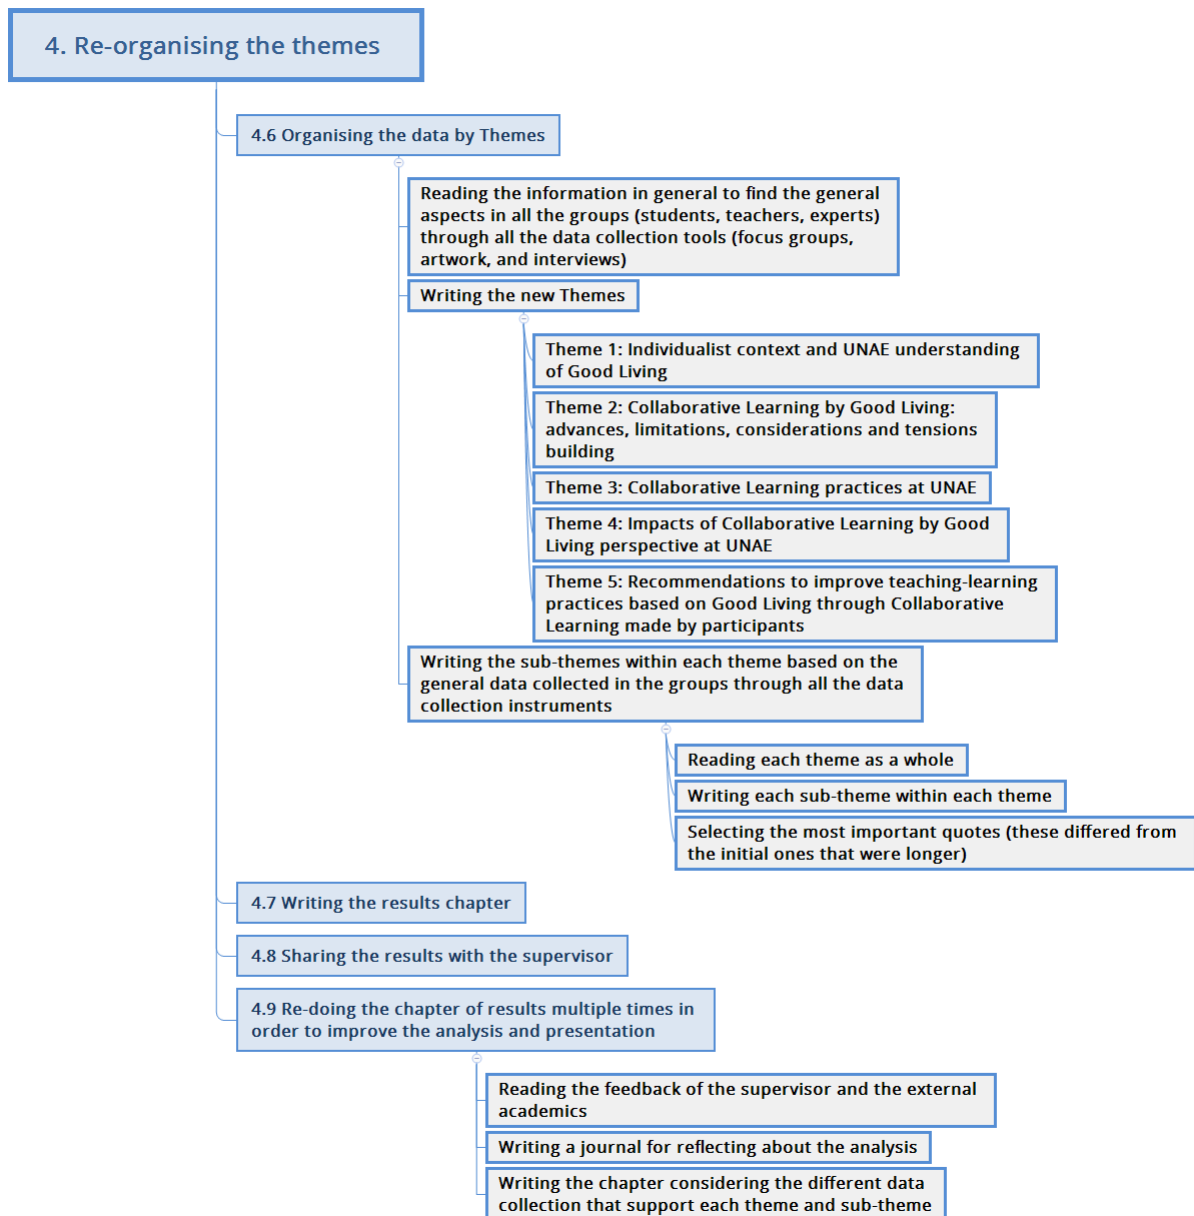 4. Re-organising the themes
4.6 Organising the data by Themes
Reading the information in general to find the general
aspects in all the groups (students, teachers, experts)
through all the data collection tools (focus groups,
artwork, and interviews)
Writing the new Themes
Theme 1: Individualist context and UNAE understanding
of Good Living
Theme 2: Collaborative Learning by Good Living:
advances, limitations, considerations and tensions
building
Theme 3: Collaborative Learning practices at UNAE
Theme 4: Impacts of Collaborative Learning by Good
Living perspective at UNAE
Theme 5: Recommendations to improve teaching-learning
practices based on Good Living through Collaborative
Learning made by participants
Writing the sub-themes within each theme based on the
general data collected in the groups through all the data
collection instruments
Reading each theme as a whole
Writing each sub-theme within each theme
Selecting the most important quotes (these differed from
the initial ones that were longer)
4.7 Writing the results chapter
4.8 Sharing the results with the supervisor
4.9 Re-doing the chapter of results multiple times in
order to improve the analysis and presentation
Reading the feedback of the supervisor and the external
academics
Writing a journal for reflecting about the analysis
Writing the chapter considering the different data
collection that support each theme and sub-theme